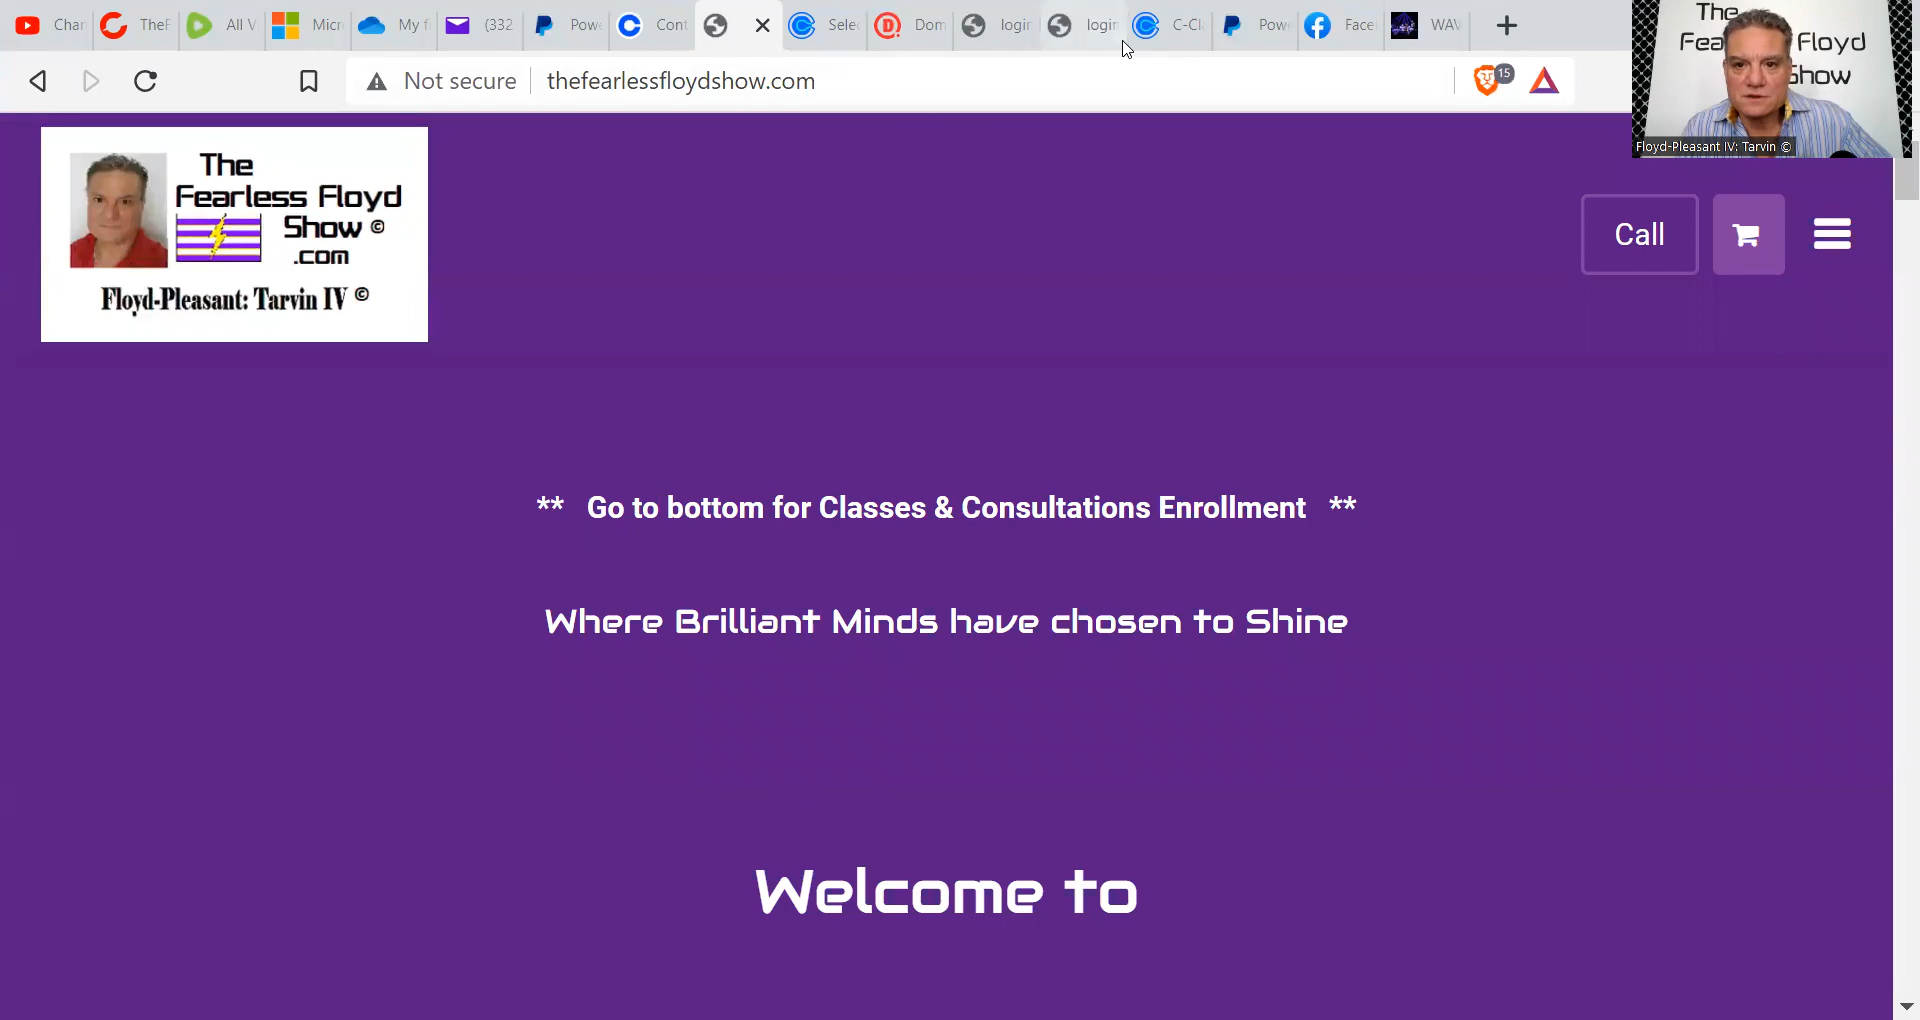 Char
TheF
All V
Micr
My f
(332
Powe
Cont
Selec
Dom
login
login
C-Cl
Pow
Face
WAV
Not secure
thefearlessfloydshow.com
15
The
Floyd
Show
Floyd-Pleasant IV: Tarvin ©
The
Fearless Floyd
Show ©
.com
Floyd-Pleasant: Tarvin IV ©
Call
** Go to bottom for Classes & Consultations Enrollment **
Where Brilliant Minds have chosen to Shine
Welcome to